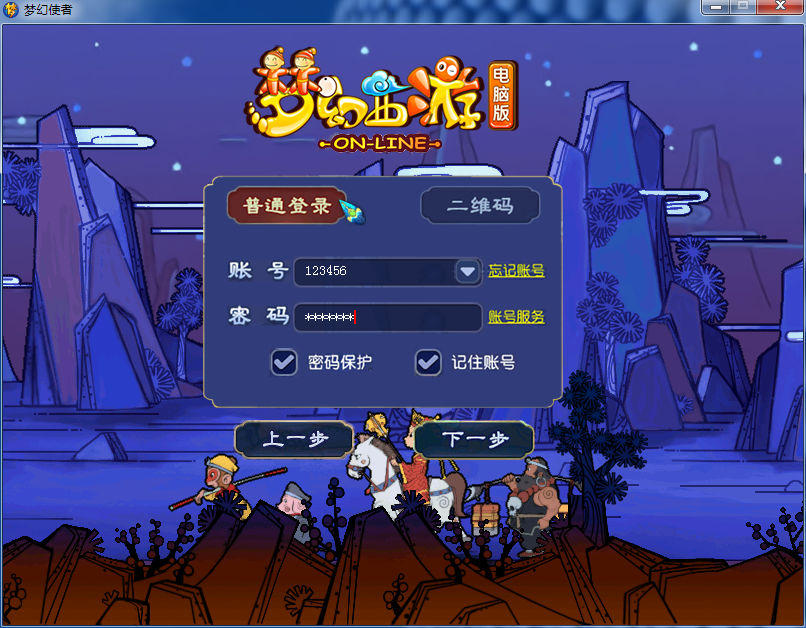 梦幻使者
梦幻西游
电脑版
ON-LINE
普通登录
二维码
账 号
123456
忘记账号
密 码
*******
账号服务
密码保护
记住账号
上一步
下一步